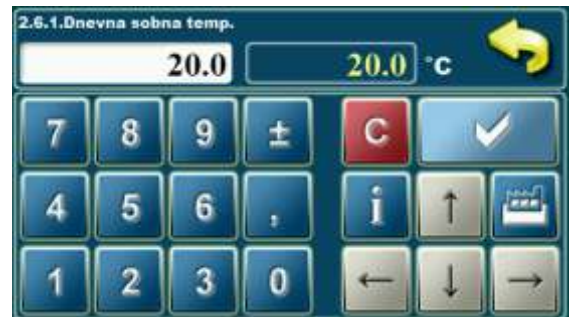 2.6.1.Dnevna sobna temp.
20.0 20.0 °C
7 8 9 ± C
4 5 6 , i ↑
1 2 3 0 ← ↓ →